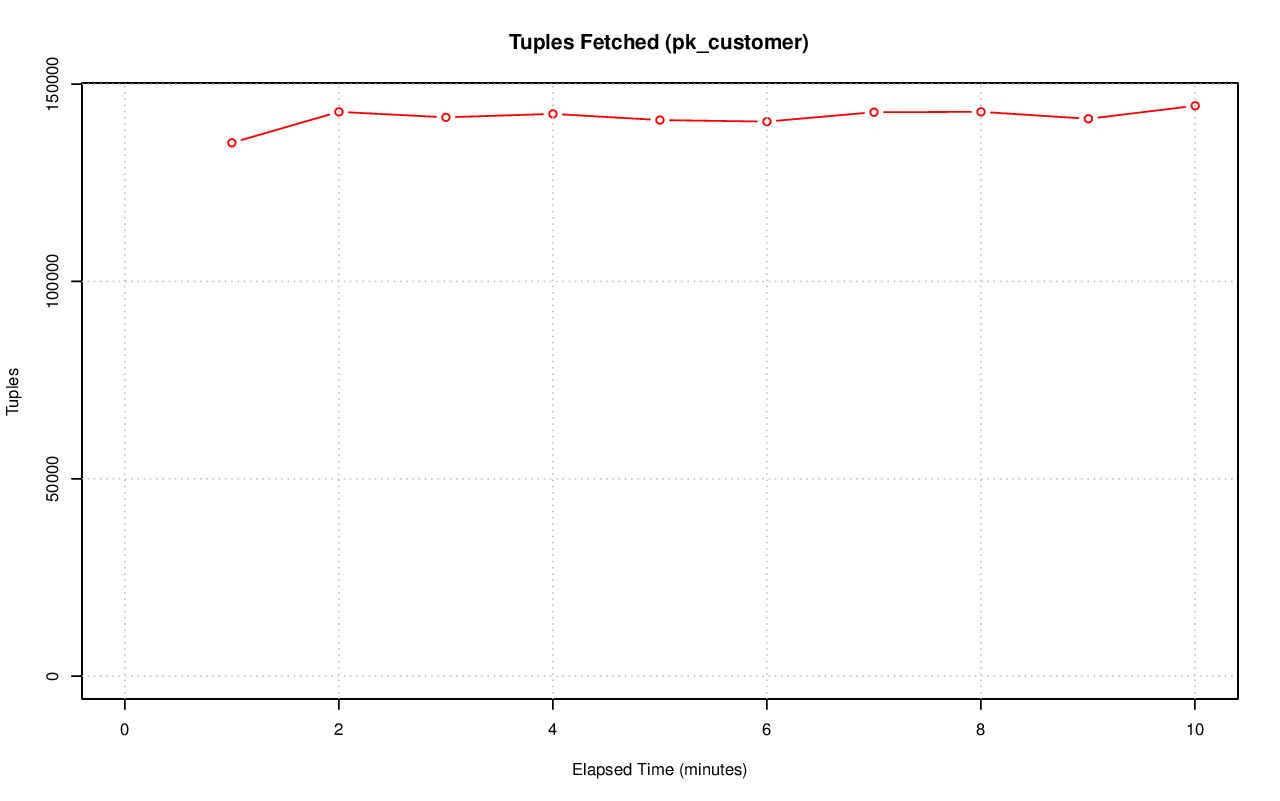 Tuples Fetched (pk_customer)
150000
100000
50000
0
Tuples
0 2 4 6 8 10
Elapsed Time (minutes)